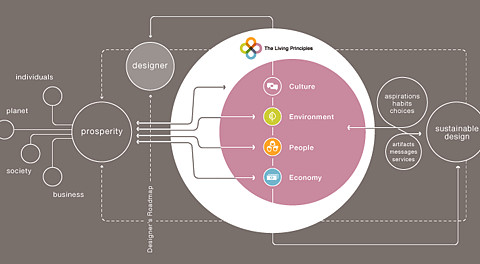 The Living Principles
designer
individuals
Culture
aspirations
habits
choices
planet
Environment
prosperity
sustainable
design
People
artifacts
messages
services
society
Economy
business
Designer's Roadmap